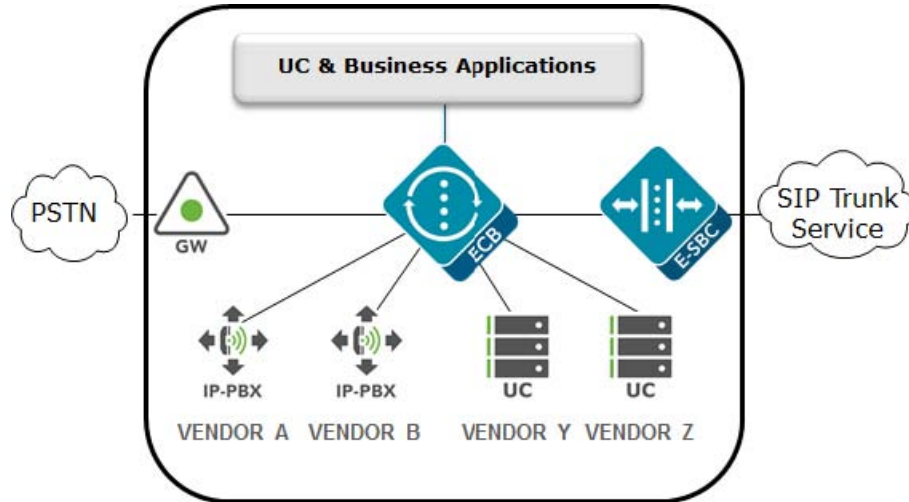 UC & Business Applications
PSTN
GW
ECB
E-SBC
SIP Trunk
Service
IP-PBX
IP-PBX
UC
UC
VENDOR A
VENDOR B
VENDOR Y
VENDOR Z